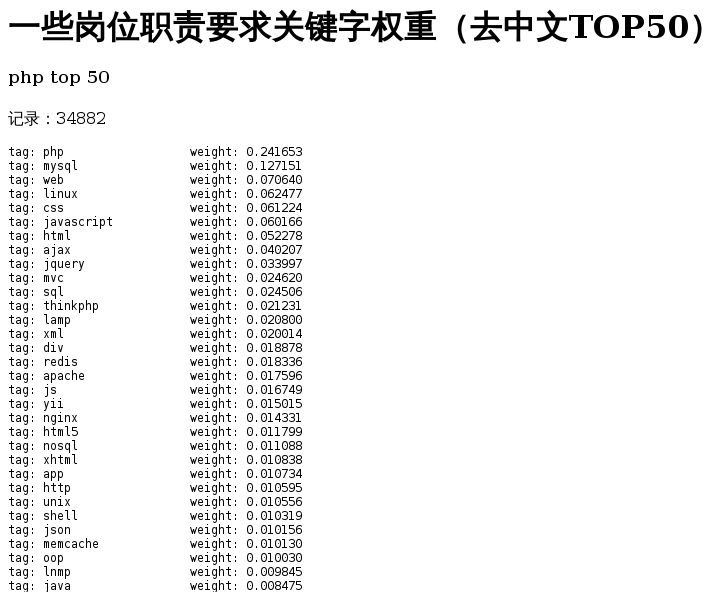 一些岗位职责要求关键字权重（去中文TOP50）
php top 50
记录：34882
tag: php weight: 0.241653
tag: mysql weight: 0.127151
tag: web weight: 0.070640
tag: linux weight: 0.062477
tag: css weight: 0.061224
tag: javascript weight: 0.060166
tag: html weight: 0.052278
tag: ajax weight: 0.040207
tag: jquery weight: 0.033997
tag: mvc weight: 0.024620
tag: sql weight: 0.024506
tag: thinkphp weight: 0.021231
tag: lamp weight: 0.020800
tag: xml weight: 0.020014
tag: div weight: 0.018878
tag: redis weight: 0.018336
tag: apache weight: 0.017596
tag: js weight: 0.016749
tag: yii weight: 0.015015
tag: nginx weight: 0.014331
tag: html5 weight: 0.011799
tag: nosql weight: 0.011088
tag: xhtml weight: 0.010838
tag: app weight: 0.010734
tag: http weight: 0.010595
tag: unix weight: 0.010556
tag: shell weight: 0.010319
tag: json weight: 0.010156
tag: memcache weight: 0.010130
tag: oop weight: 0.010030
tag: lnmp weight: 0.009845
tag: java weight: 0.008475